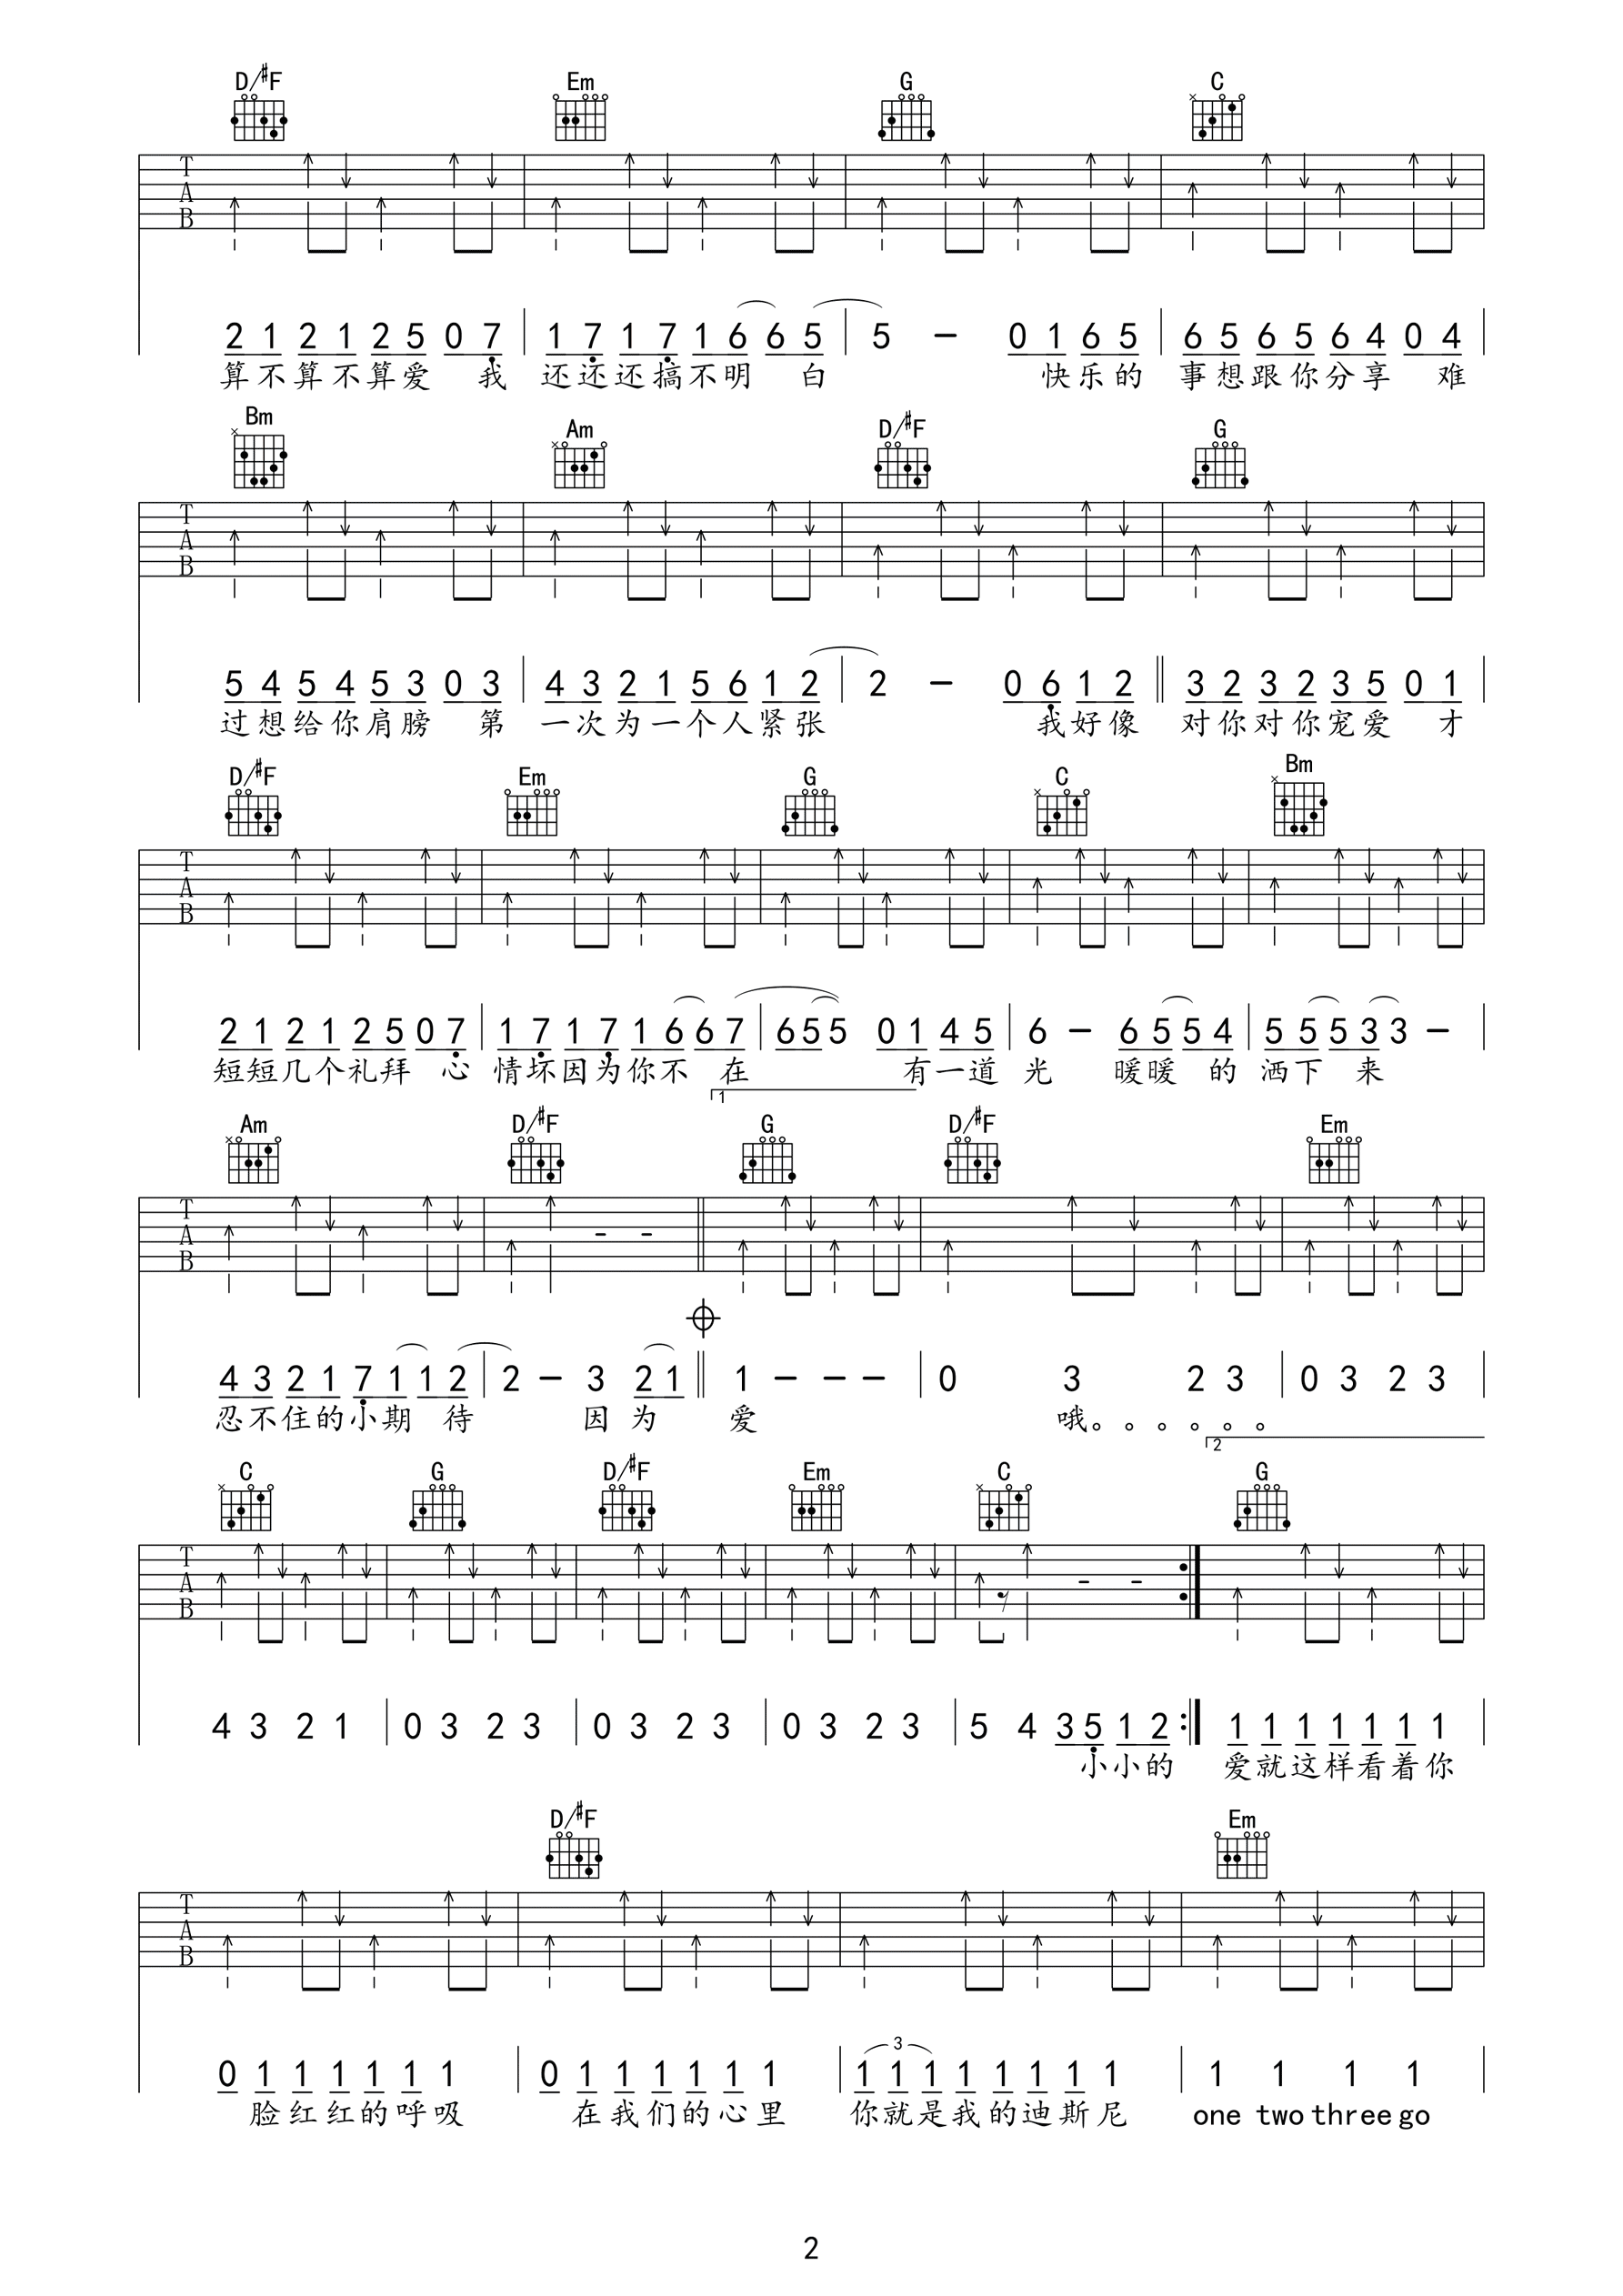 D/#F Em G C
T
A
B
2 1 2 1 2 5 0 7 1 7 1 7 1 6 6 5 5 - 0 1 6 5 6 5 6 5 6 4 0 4
算不算不算爱 我 还还还搞不明 白 快乐的 事想跟你分享 难
Bm Am D/#F G
T
A
B
5 4 5 4 5 3 0 3 4 3 2 1 5 6 1 2 2 - 0 6 1 2 3 2 3 2 3 5 0 1
过想给你肩膀 第 一次为一个人紧张 我好像 对你对你宠爱 才
D/#F Em G C Bm
T
A
B
2 1 2 1 2 5 0 7 1 7 1 7 1 6 6 7 6 5 5 0 1 4 5 6 - 6 5 5 4 5 5 5 3 3 -
短短几个礼拜 心 情坏因为你不 在 有一道 光 暖暖 的 洒下 来
1
Am D/#F G D/#F Em
T
A
B
4 3 2 1 7 1 1 2 2 - 3 2 1 1 - - - 0 3 2 3 0 3 2 3
忍不住的小期 待 因 为 爱 哦。。。。。。
2
C G D/#F Em C G
T
A
B
4 3 2 1 0 3 2 3 0 3 2 3 0 3 2 3 5 4 3 5 1 2 1 1 1 1 1 1 1
小小的 爱就这样看着你
D/#F Em
T
A
B
3
0 1 1 1 1 1 1 0 1 1 1 1 1 1 1 1 1 1 1 1 1 1 1 1 1 1
脸红红的呼吸 在我们的心里 你就是我的迪斯尼 one two three go
2